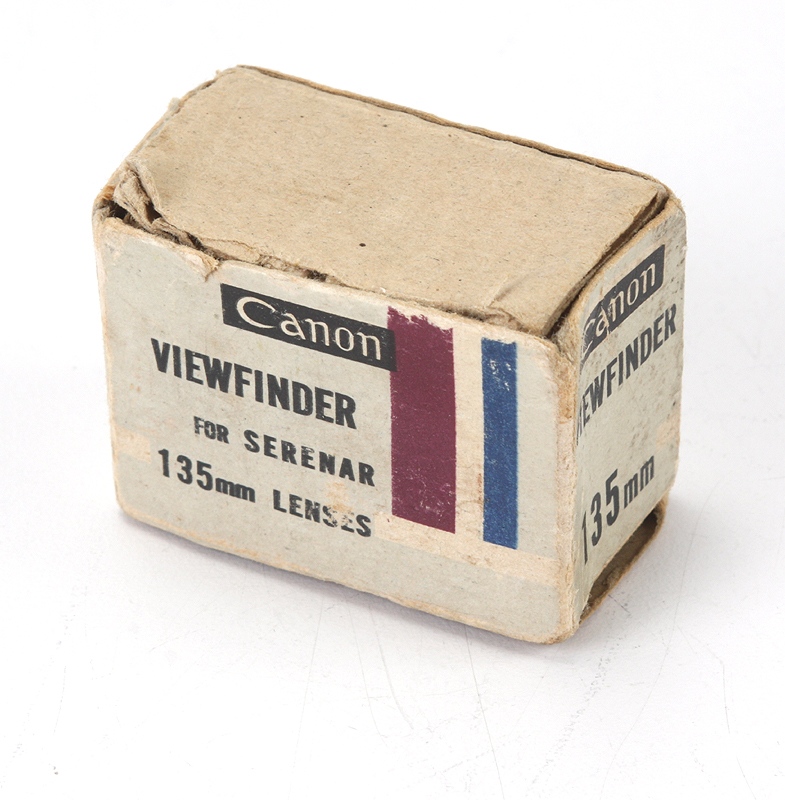 Canon
VIEWFINDER
FOR SERENAR
135mm LENSES
Canon
VIEWFINDER
135mm